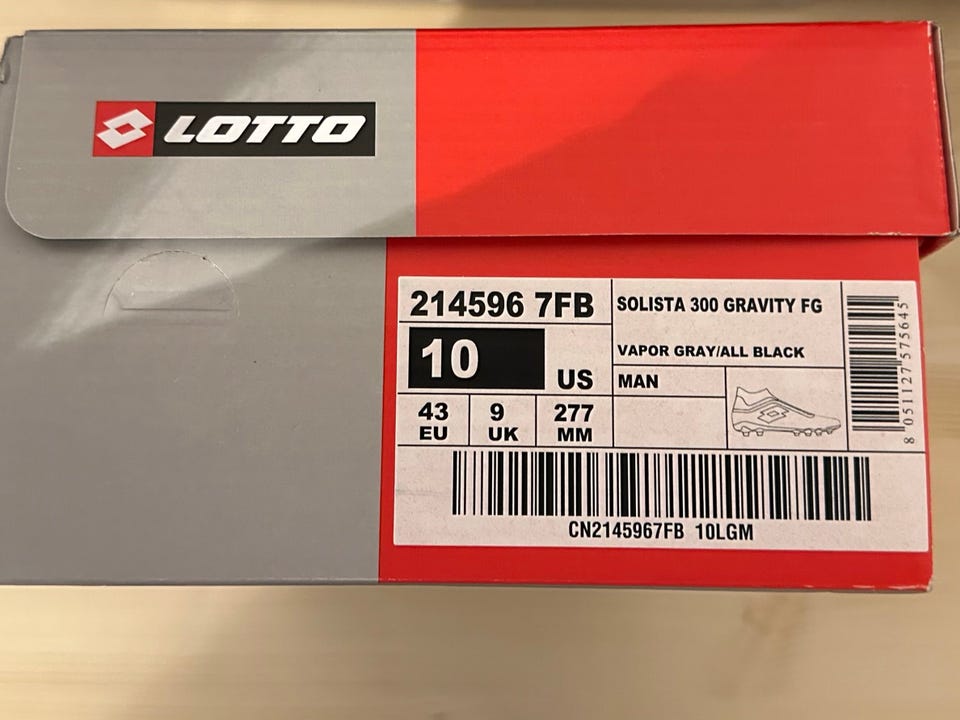 LOTTO
214596 7FB
SOLISTA 300 GRAVITY FG
VAPOR GRAY/ALL BLACK
10
US
MAN
43
EU
9
UK
277
MM
8 051127 575645
CN2145967FB 10LGM